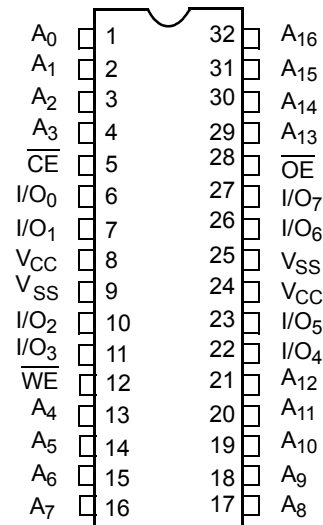 A0 1 32 A16
A1 2 31 A15
A2 3 30 A14
A3 4 29 A13
CE 5 28 OE
I/O0 6 27 I/O7
I/O1 7 26 I/O6
VCC 8 25 VSS
VSS 9 24 VCC
I/O2 10 23 I/O5
I/O3 11 22 I/O4
WE 12 21 A12
A4 13 20 A11
A5 14 19 A10
A6 15 18 A9
A7 16 17 A8